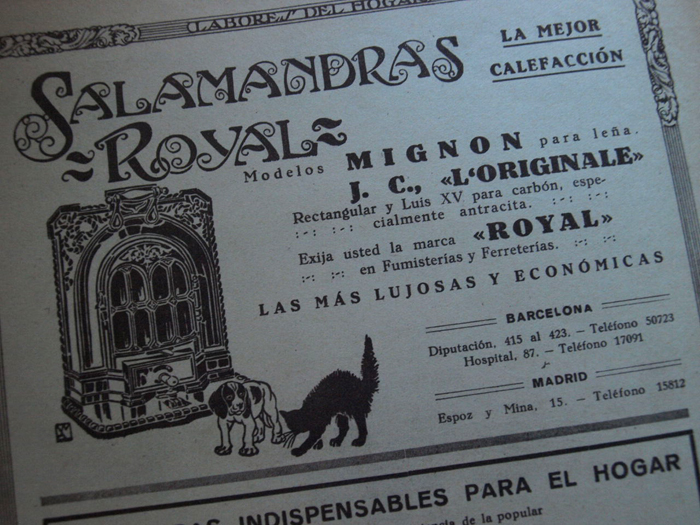 «LABORES DEL HOGAR
SALAMANDRAS
~ROYAL~
LA MEJOR
CALEFACCIÓN
Modelos MIGNON para leña.
J. C., «L'ORIGINALE»
Rectangular y Luis XV para carbón, espe-
:-: :-: cialmente antracita. :-: :-:
Exija usted la marca «ROYAL»
:-: :-: en Fumisterías y Ferreterías. :-: :-:
LAS MÁS LUJOSAS Y ECONÓMICAS
BARCELONA
Diputación, 415 al 423. – Teléfono 50723
Hospital, 87. – Teléfono 17091
MADRID
Espoz y Mina, 15. – Teléfono 15812
INDISPENSABLES PARA EL HOGAR
de la popular